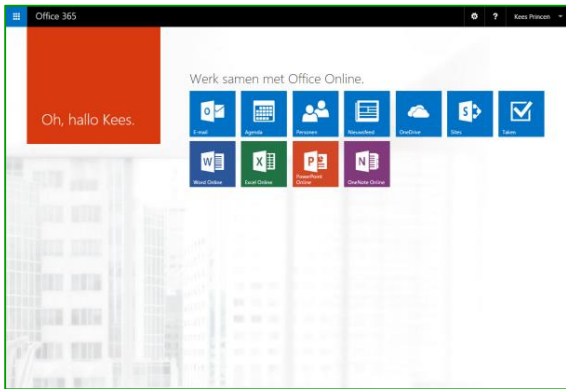 Office 365
? Kees Princen
Oh, hallo Kees.
Werk samen met Office Online.
E-mail Agenda Personen Nieuwsfeed OneDrive Sites Taken
Word Online Excel Online PowerPoint Online OneNote Online